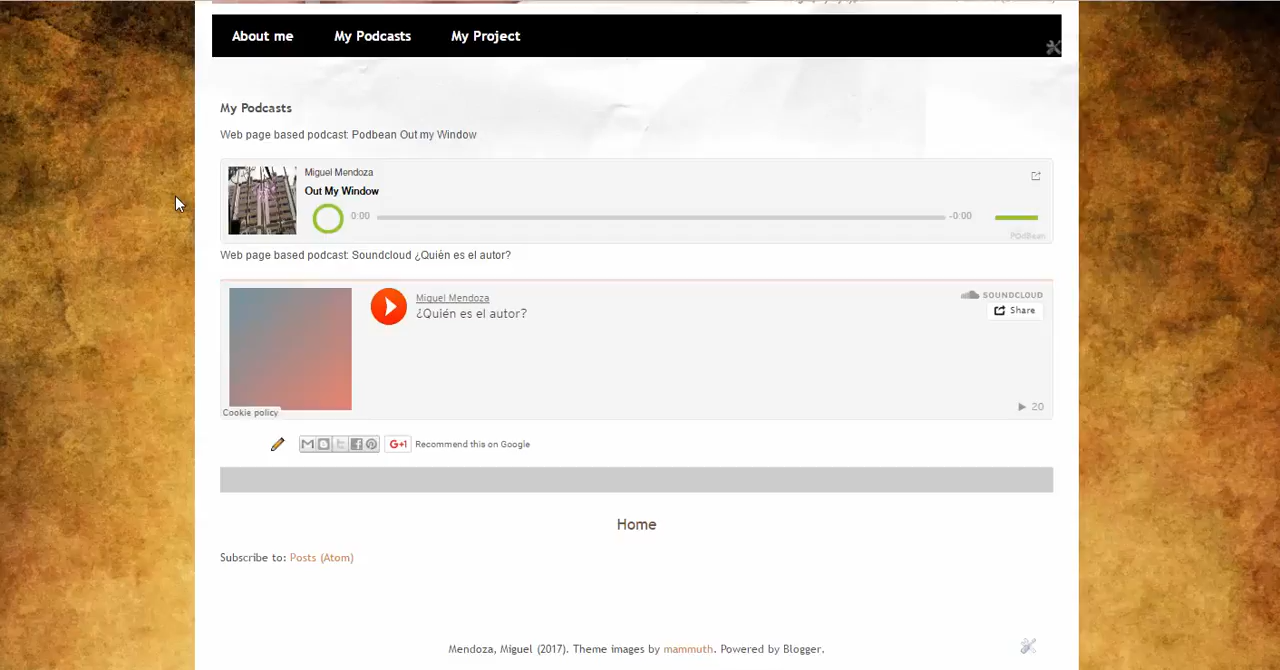 About me My Podcasts My Project
My Podcasts
Web page based podcast: Podbean Out my Window
Miguel Mendoza
Out My Window
0:00 -0:00
PodBean
Web page based podcast: Soundcloud ¿Quién es el autor?
Miguel Mendoza
SOUNDCLOUD
¿Quién es el autor?
Share
20
Cookie policy
G+1 Recommend this on Google
Home
Subscribe to: Posts (Atom)
Mendoza, Miguel (2017). Theme images by mammuth. Powered by Blogger.